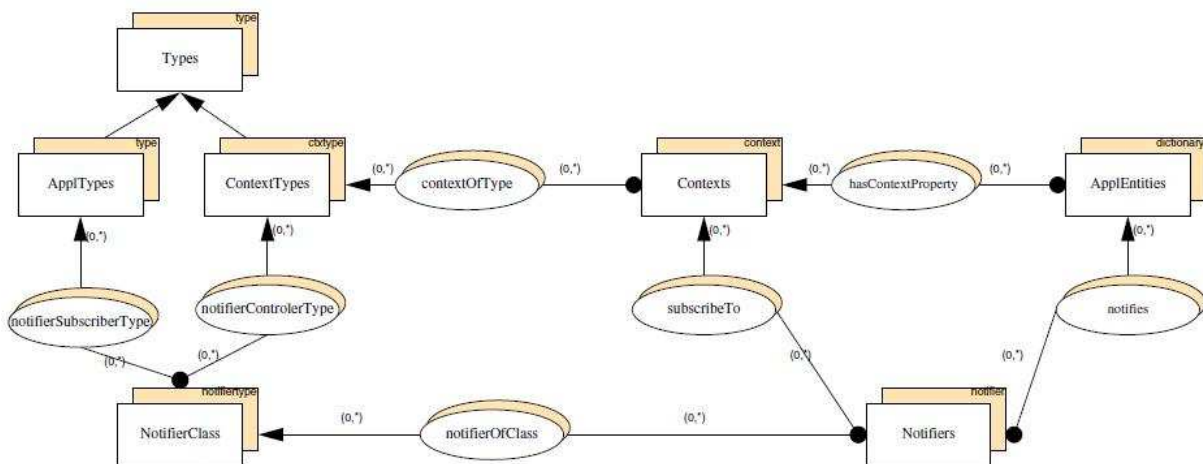 type
Types
type
ctxtype
context
dictionary
ApplTypes
ContextTypes
(0,*)
contextOfType
(0,*)
Contexts
(0,*)
hasContextProperty
(0,*)
ApplEntities
(0,*)
(0,*)
(0,*)
(0,*)
notifierSubscriberType
notifierControlerType
subscribeTo
notifies
(0,*)
(0,*)
(0,*)
(0,*)
notifiertype
notifier
NotifierClass
(0,*)
notifierOfClass
(0,*)
Notifiers